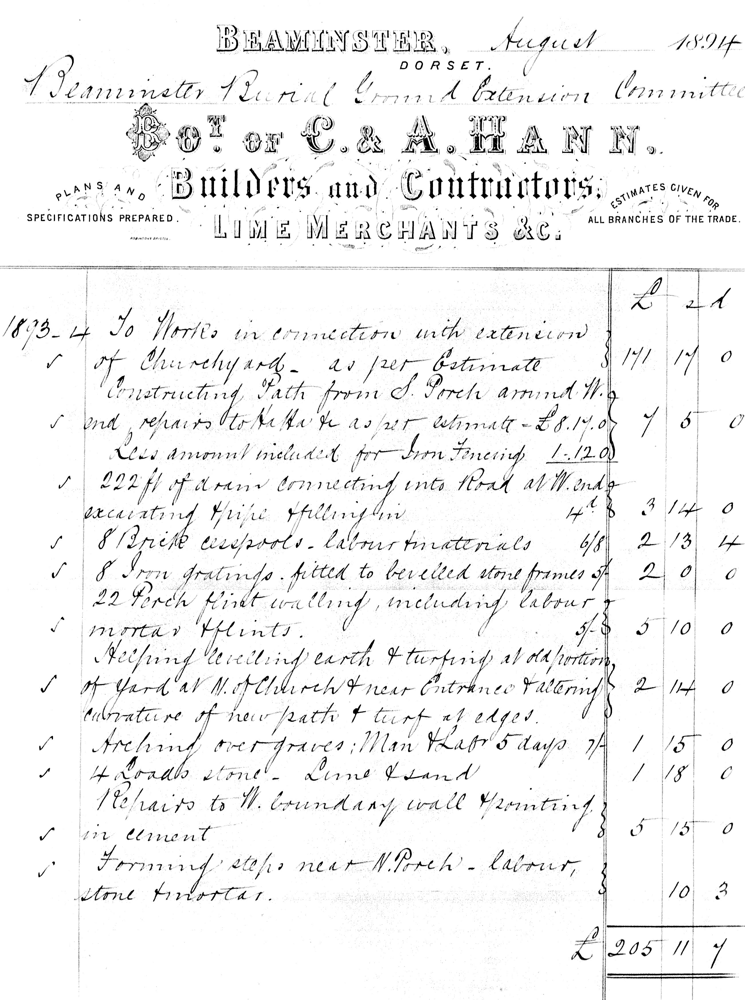 BEAMINSTER, August 1894
DORSET.
Beaminster Burial Ground Extension Committee
BOT. OF C. & A. HANN.
PLANS AND
Builders and Contractors,
ESTIMATES GIVEN FOR
SPECIFICATIONS PREPARED.
LIME MERCHANTS &C.
ALL BRANCHES OF THE TRADE.
ROBINSONS BRISTOL.
£ s d
1893-4 To Works in connection with extension
✓ of Churchyard - as per Estimate 171 17 0
Constructing Path from S. Porch around W.
✓ end, repairs to Ha Ha &c as per estimate - £8.17.0 7 5 0
Less amount included for Iron Fencing 1-.12.0
✓ 222 ft of drain connecting into Road at W. end
excavating & pipe & filling in 4d. 3 14 0
✓ 8 Brick cesspools - labour & materials 6/8 2 13 4
✓ 8 Iron gratings. fitted to bevelled stone frames 5/- 2 0 0
22 Perch flint walling, including labour
✓ mortar & flints. 5/- 5 10 0
Helping levelling earth & turfing at old portion
✓ of Yard at N. of Church & near Entrance & altering 2 14 0
curvature of new path & turf at edges.
✓ Arching over graves; Man & Labr 5 days 7/- 1 15 0
✓ 4 Loads stone - Lime & sand 1 18 0
Repairs to W. boundary wall & pointing
✓ in cement 5 15 0
✓ Forming steps near N. Porch - labour,
stone & mortar. 10 3
£ 205 11 7